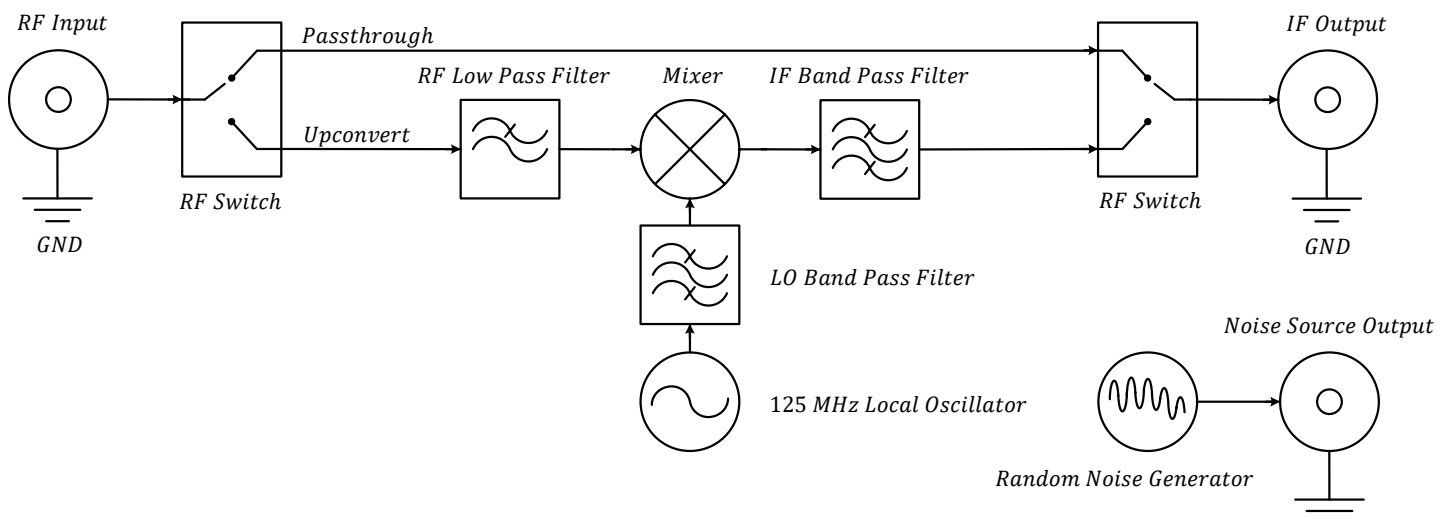 RF Input
IF Output
Passthrough
RF Low Pass Filter
Mixer
IF Band Pass Filter
Upconvert
RF Switch
RF Switch
GND
GND
LO Band Pass Filter
Noise Source Output
125 MHz Local Oscillator
Random Noise Generator